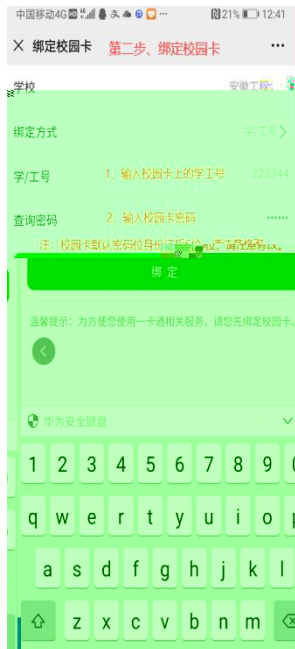 中国移动4G 21% 12:41
绑定校园卡 第二步、绑定校园卡
学校 安徽工程
绑定方式 学/工号
学/工号 1、输入校园卡上的学工号 223344
查询密码 2、输入校园卡密码 ······
注：校园卡默认密码位身份证后6位，请注意修改。
绑 定
温馨提示：为方便您使用一卡通相关服务，请您先绑定校园卡。
华为安全键盘
1 2 3 4 5 6 7 8 9
q w e r t y u i o
a s d f g h j k l
z x c v b n m